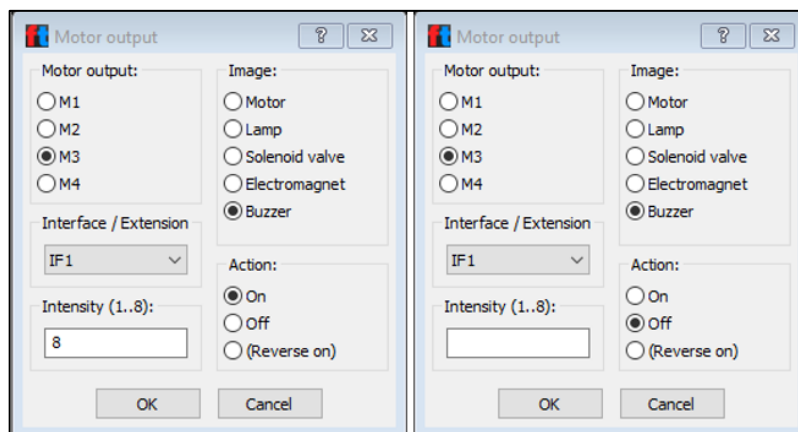 ft Motor output
Motor output:
M1
M2
M3
M4
Interface / Extension
IF1
Intensity (1..8):
8
Image:
Motor
Lamp
Solenoid valve
Electromagnet
Buzzer
Action:
On
Off
(Reverse on)
OK Cancel
ft Motor output
Motor output:
M1
M2
M3
M4
Interface / Extension
IF1
Intensity (1..8):
Image:
Motor
Lamp
Solenoid valve
Electromagnet
Buzzer
Action:
On
Off
(Reverse on)
OK Cancel